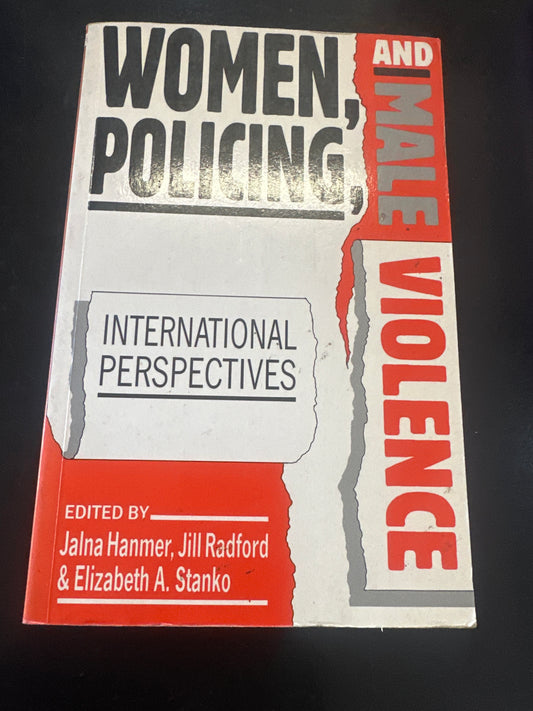 WOMEN,
POLICING,
AND
MALE
VIOLENCE
INTERNATIONAL
PERSPECTIVES
EDITED BY
Jalna Hanmer, Jill Radford
& Elizabeth A. Stanko